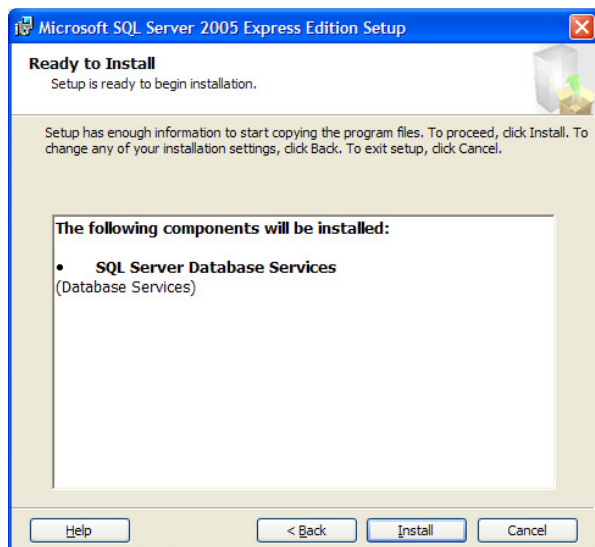 Microsoft SQL Server 2005 Express Edition Setup
Ready to Install
Setup is ready to begin installation.
Setup has enough information to start copying the program files. To proceed, click Install. To
change any of your installation settings, click Back. To exit setup, click Cancel.
The following components will be installed:
• SQL Server Database Services
(Database Services)
Help < Back Install Cancel